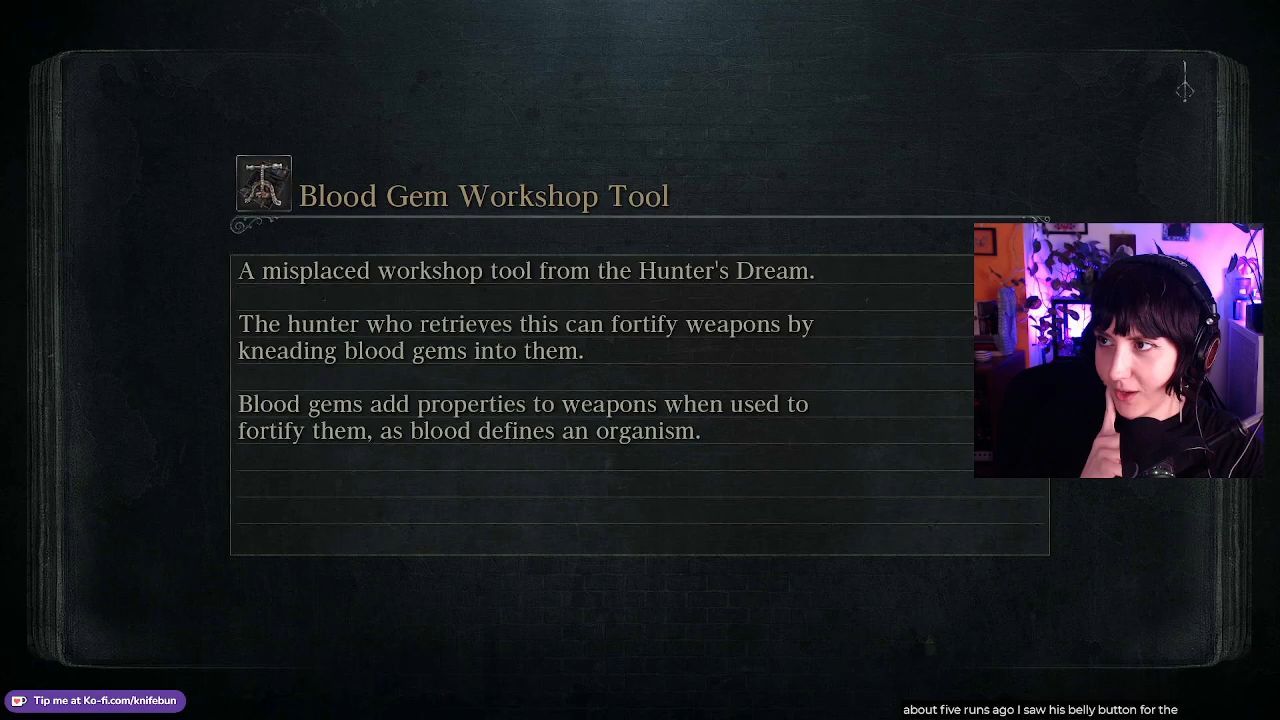 Blood Gem Workshop Tool
A misplaced workshop tool from the Hunter's Dream.
The hunter who retrieves this can fortify weapons by
kneading blood gems into them.
Blood gems add properties to weapons when used to
fortify them, as blood defines an organism.
Tip me at Ko-fi.com/knifebun
about five runs ago I saw his belly button for the